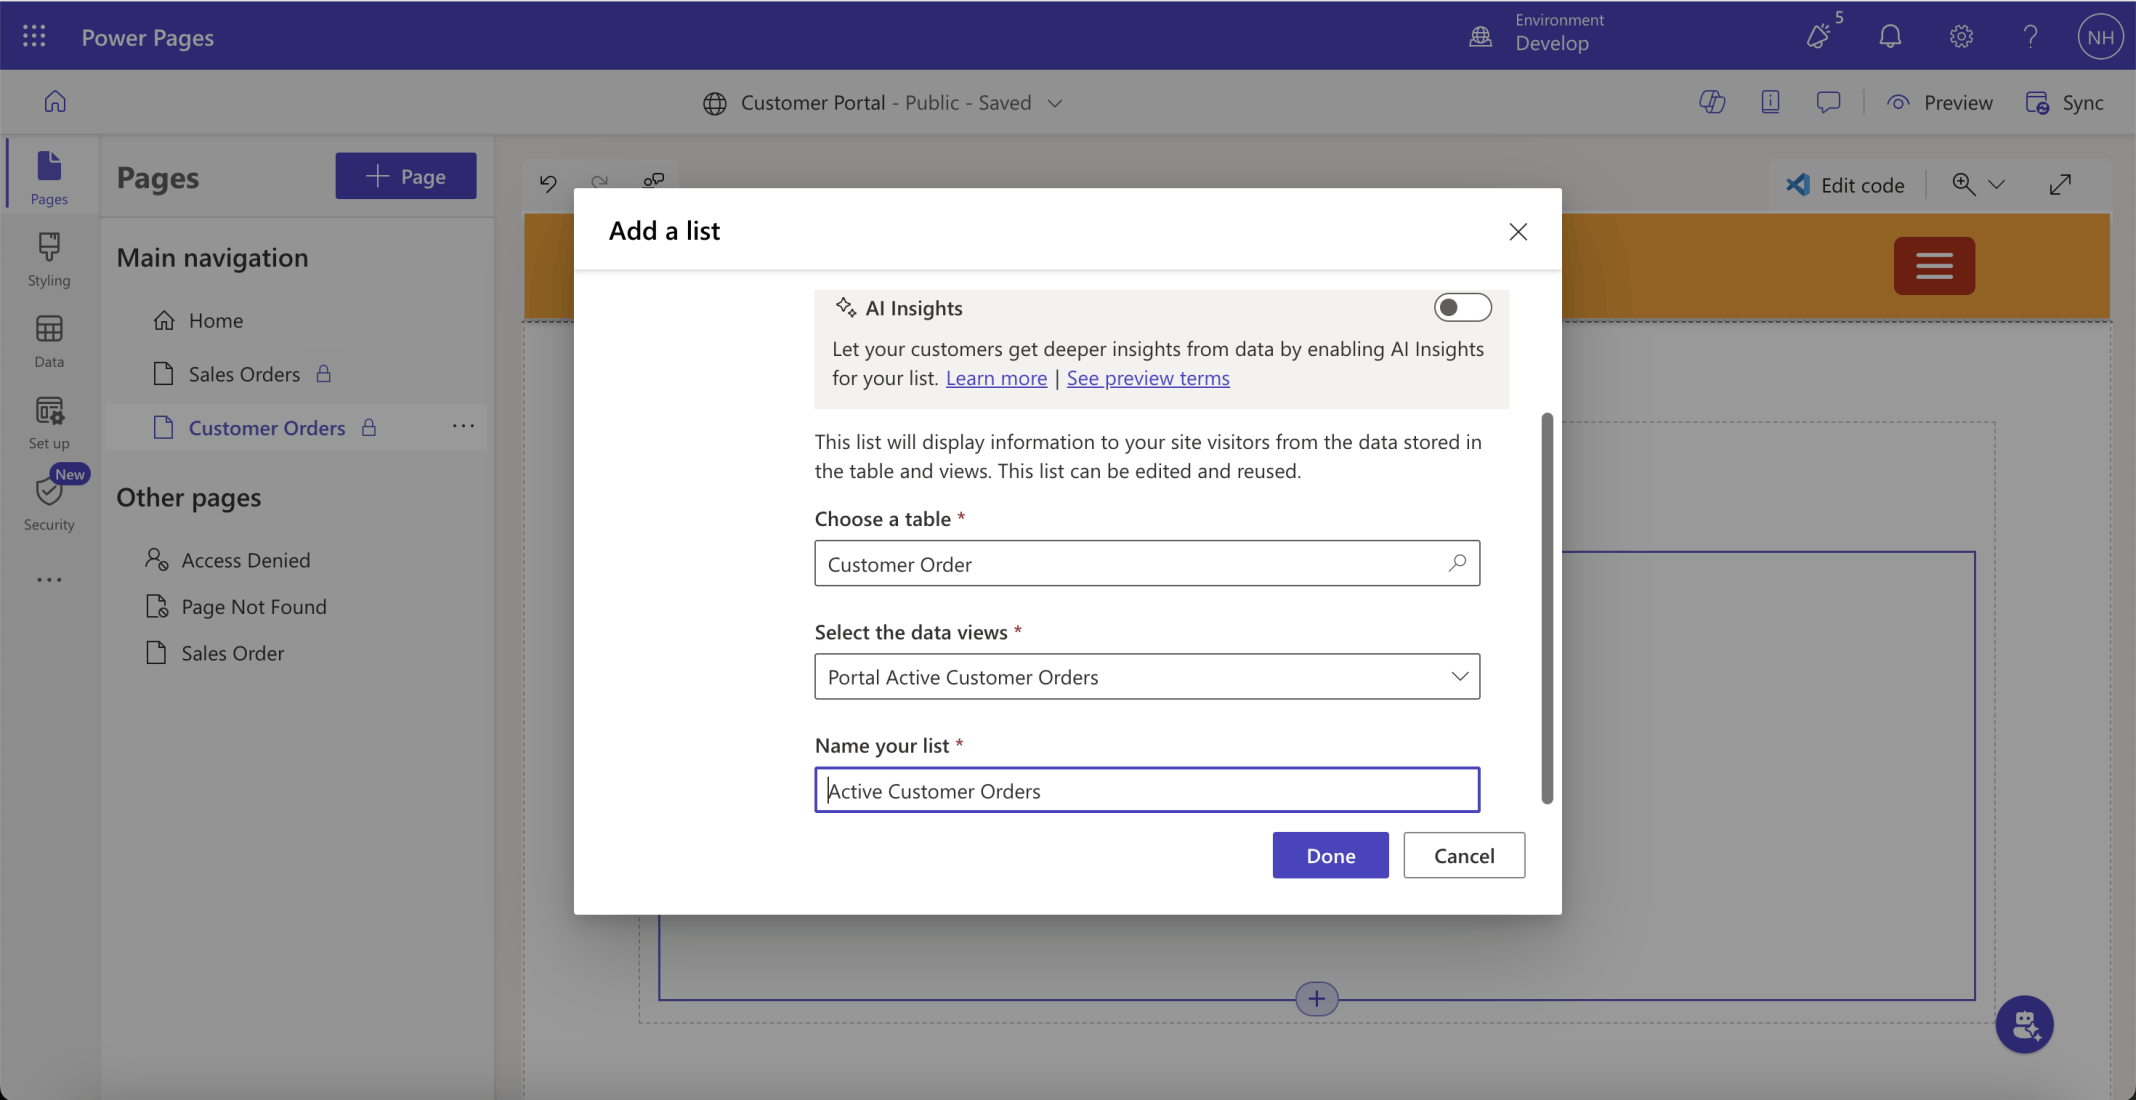 Power Pages
Environment
Develop
5
?
NH
Customer Portal - Public - Saved
Preview
Sync
Pages
Styling
Data
Set up
New
Security
Pages
Page
Main navigation
Home
Sales Orders
Customer Orders
Other pages
Access Denied
Page Not Found
Sales Order
Edit code
Add a list
AI Insights
Let your customers get deeper insights from data by enabling AI Insights
for your list. Learn more | See preview terms
This list will display information to your site visitors from the data stored in
the table and views. This list can be edited and reused.
Choose a table *
Customer Order
Select the data views *
Portal Active Customer Orders
Name your list *
Active Customer Orders
Done
Cancel